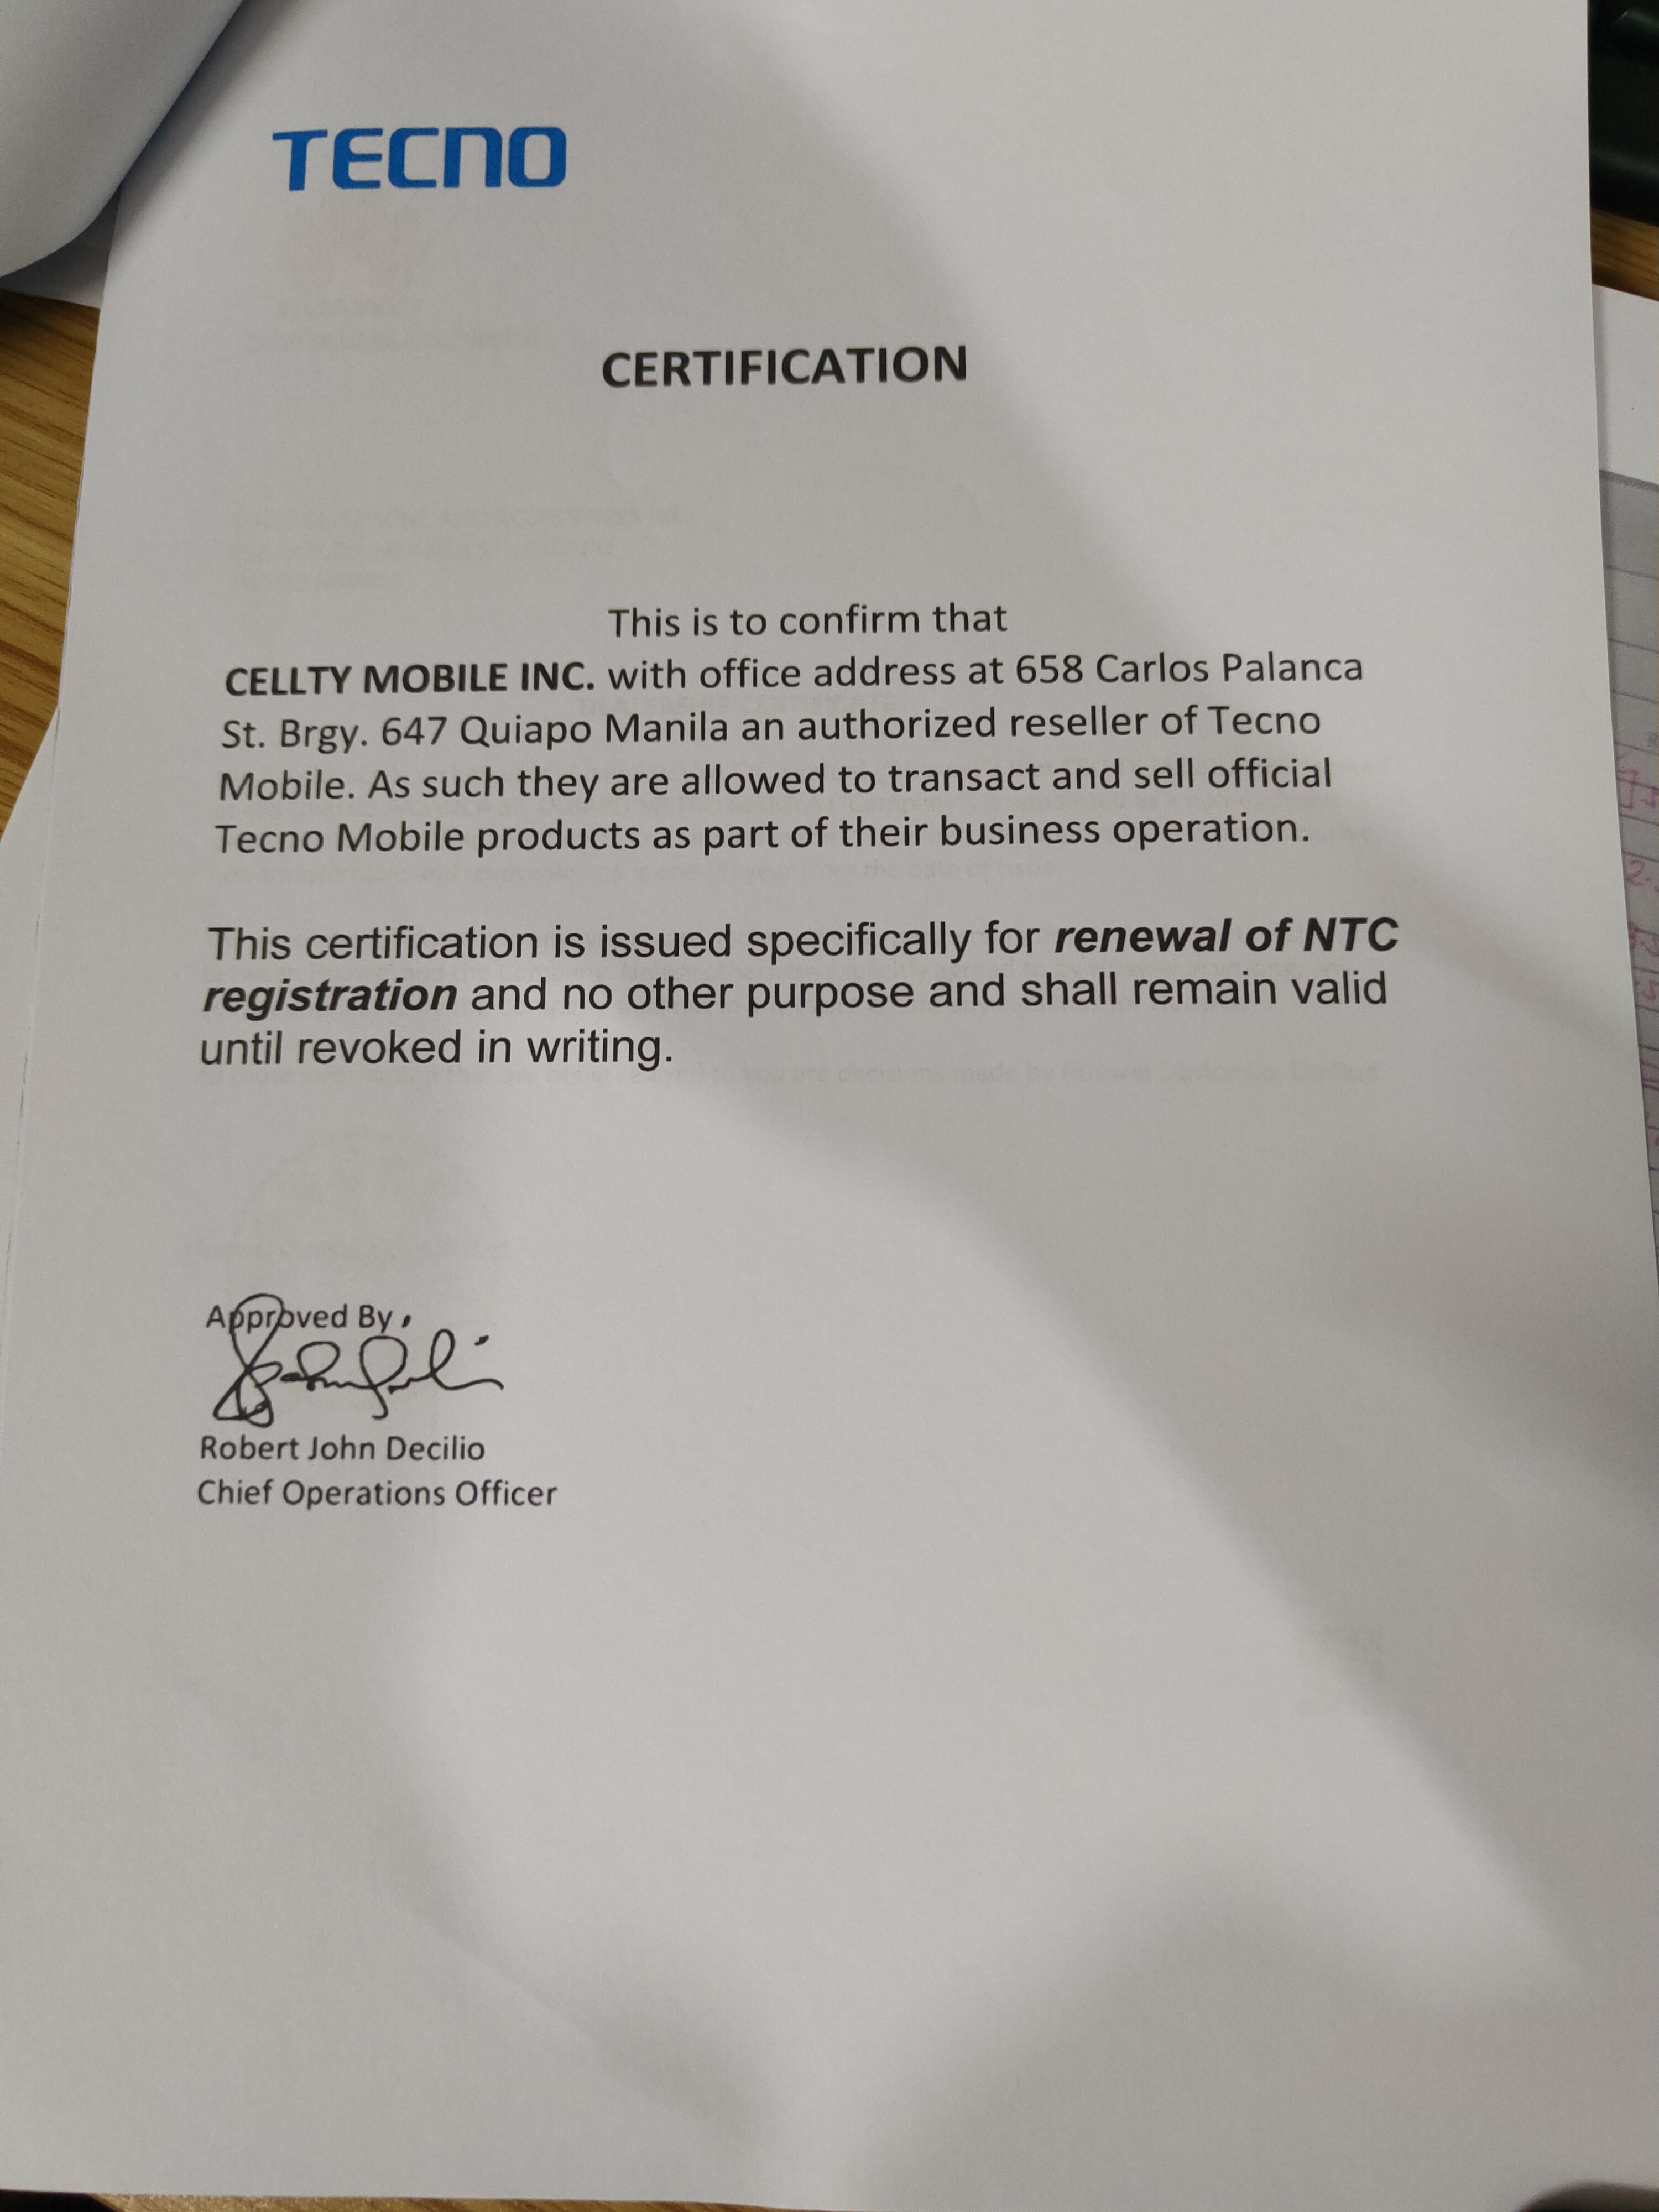 TECNO
CERTIFICATION
This is to confirm that
CELLTY MOBILE INC. with office address at 658 Carlos Palanca
St. Brgy. 647 Quiapo Manila an authorized reseller of Tecno
Mobile. As such they are allowed to transact and sell official
Tecno Mobile products as part of their business operation.
This certification is issued specifically for renewal of NTC
registration and no other purpose and shall remain valid
until revoked in writing.
Approved By,
Robert John Decilio
Chief Operations Officer